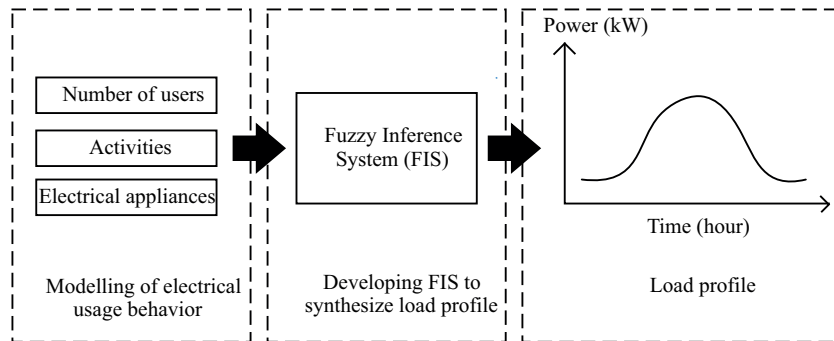 Number of users
Activities
Electrical appliances
Modelling of electrical
usage behavior
Fuzzy Inference
System (FIS)
Developing FIS to
synthesize load profile
Power (kW)
Time (hour)
Load profile